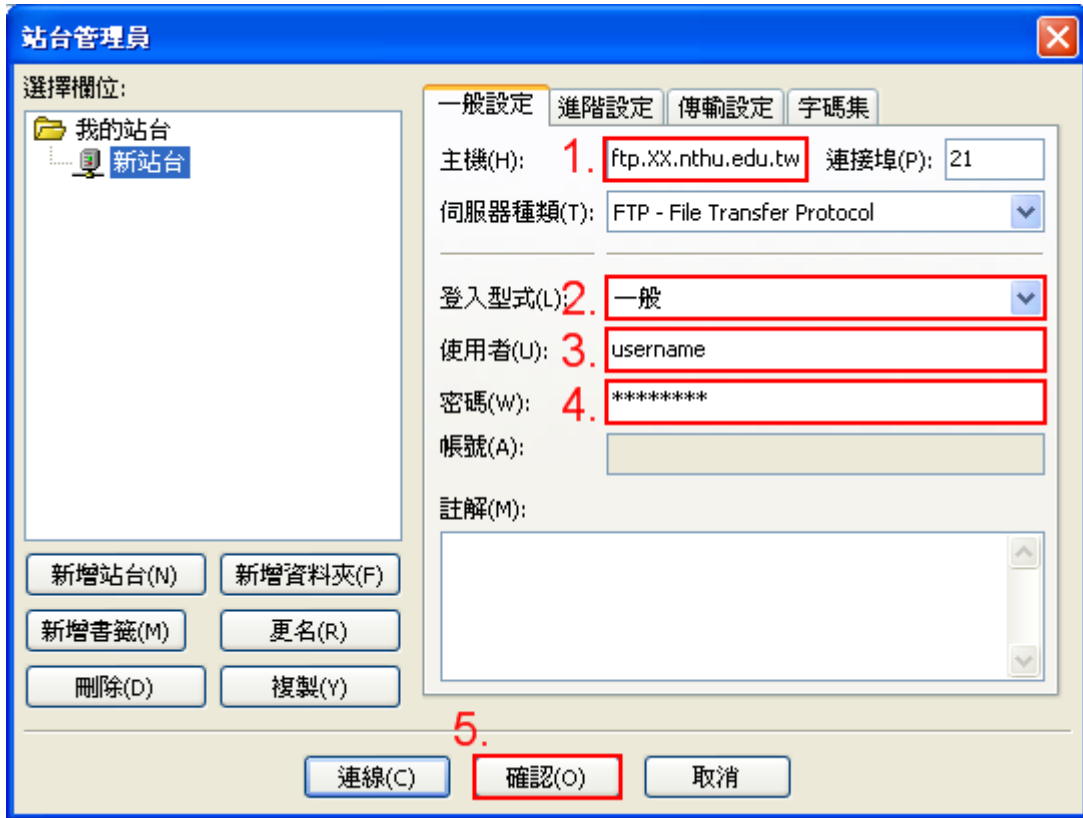 站台管理員
選擇欄位:
我的站台
新站台
新增站台(N) 新增資料夾(F)
新增書籤(M) 更名(R)
刪除(D) 複製(Y)
一般設定 進階設定 傳輸設定 字碼集
主機(H): 1. ftp.XX.nthu.edu.tw 連接埠(P): 21
伺服器種類(T): FTP - File Transfer Protocol
登入型式(L): 2. 一般
使用者(U): 3. username
密碼(W): 4. ********
帳號(A):
註解(M):
5.
連線(C) 確認(O) 取消